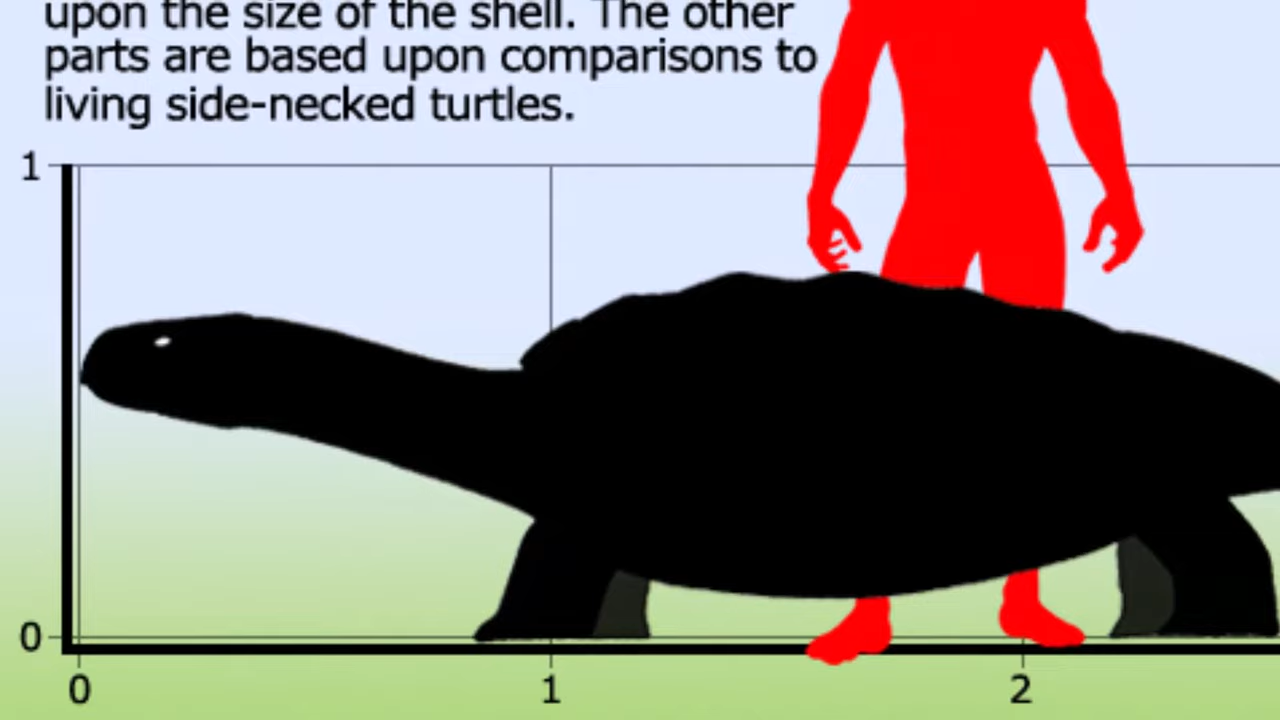 upon the size of the shell. The other
parts are based upon comparisons to
living side-necked turtles.
1
0
0 1 2